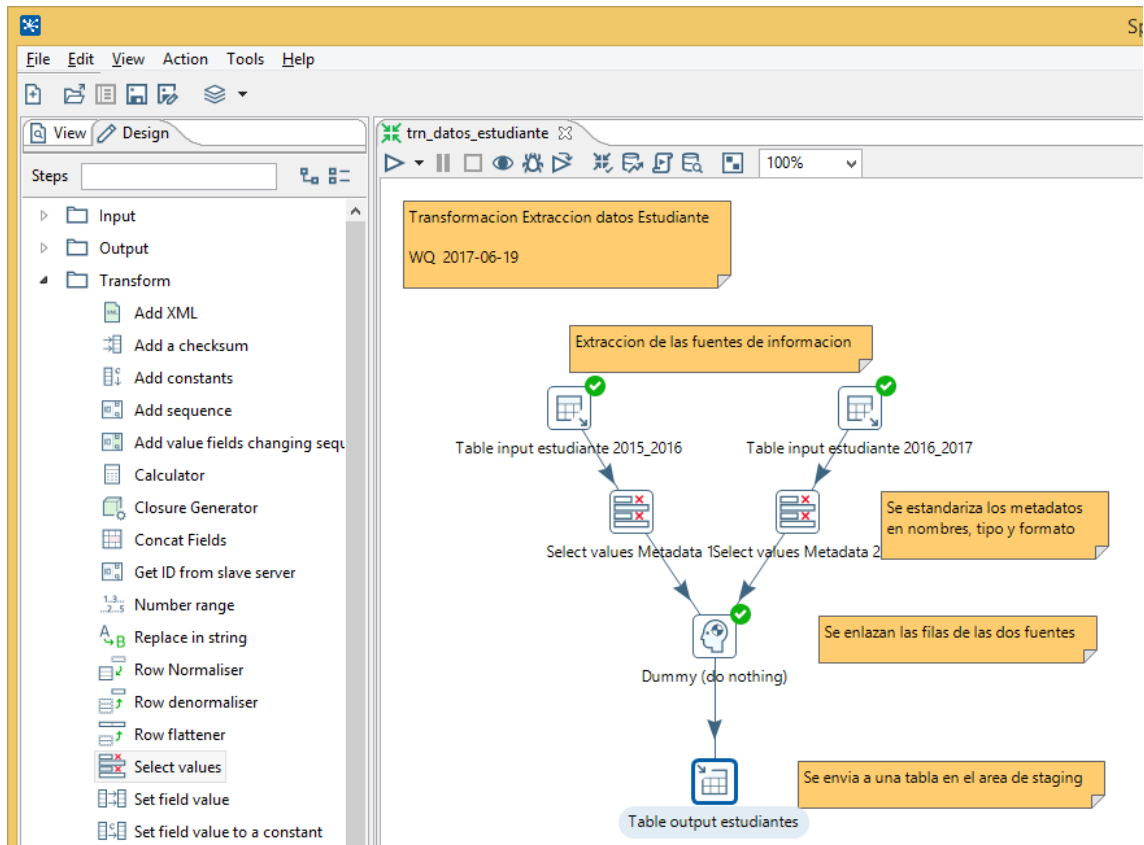 Sp
File Edit View Action Tools Help
View Design
Steps
Input
Output
Transform
Add XML
Add a checksum
Add constants
Add sequence
Add value fields changing sequ
Calculator
Closure Generator
Concat Fields
Get ID from slave server
Number range
Replace in string
Row Normaliser
Row denormaliser
Row flattener
Select values
Set field value
Set field value to a constant
trn_datos_estudiante
100%
Transformacion Extraccion datos Estudiante
WQ 2017-06-19
Extraccion de las fuentes de informacion
Table input estudiante 2015_2016
Table input estudiante 2016_2017
Select values Metadata 1
Select values Metadata 2
Se estandariza los metadatos
en nombres, tipo y formato
Dummy (do nothing)
Se enlazan las filas de las dos fuentes
Table output estudiantes
Se envia a una tabla en el area de staging